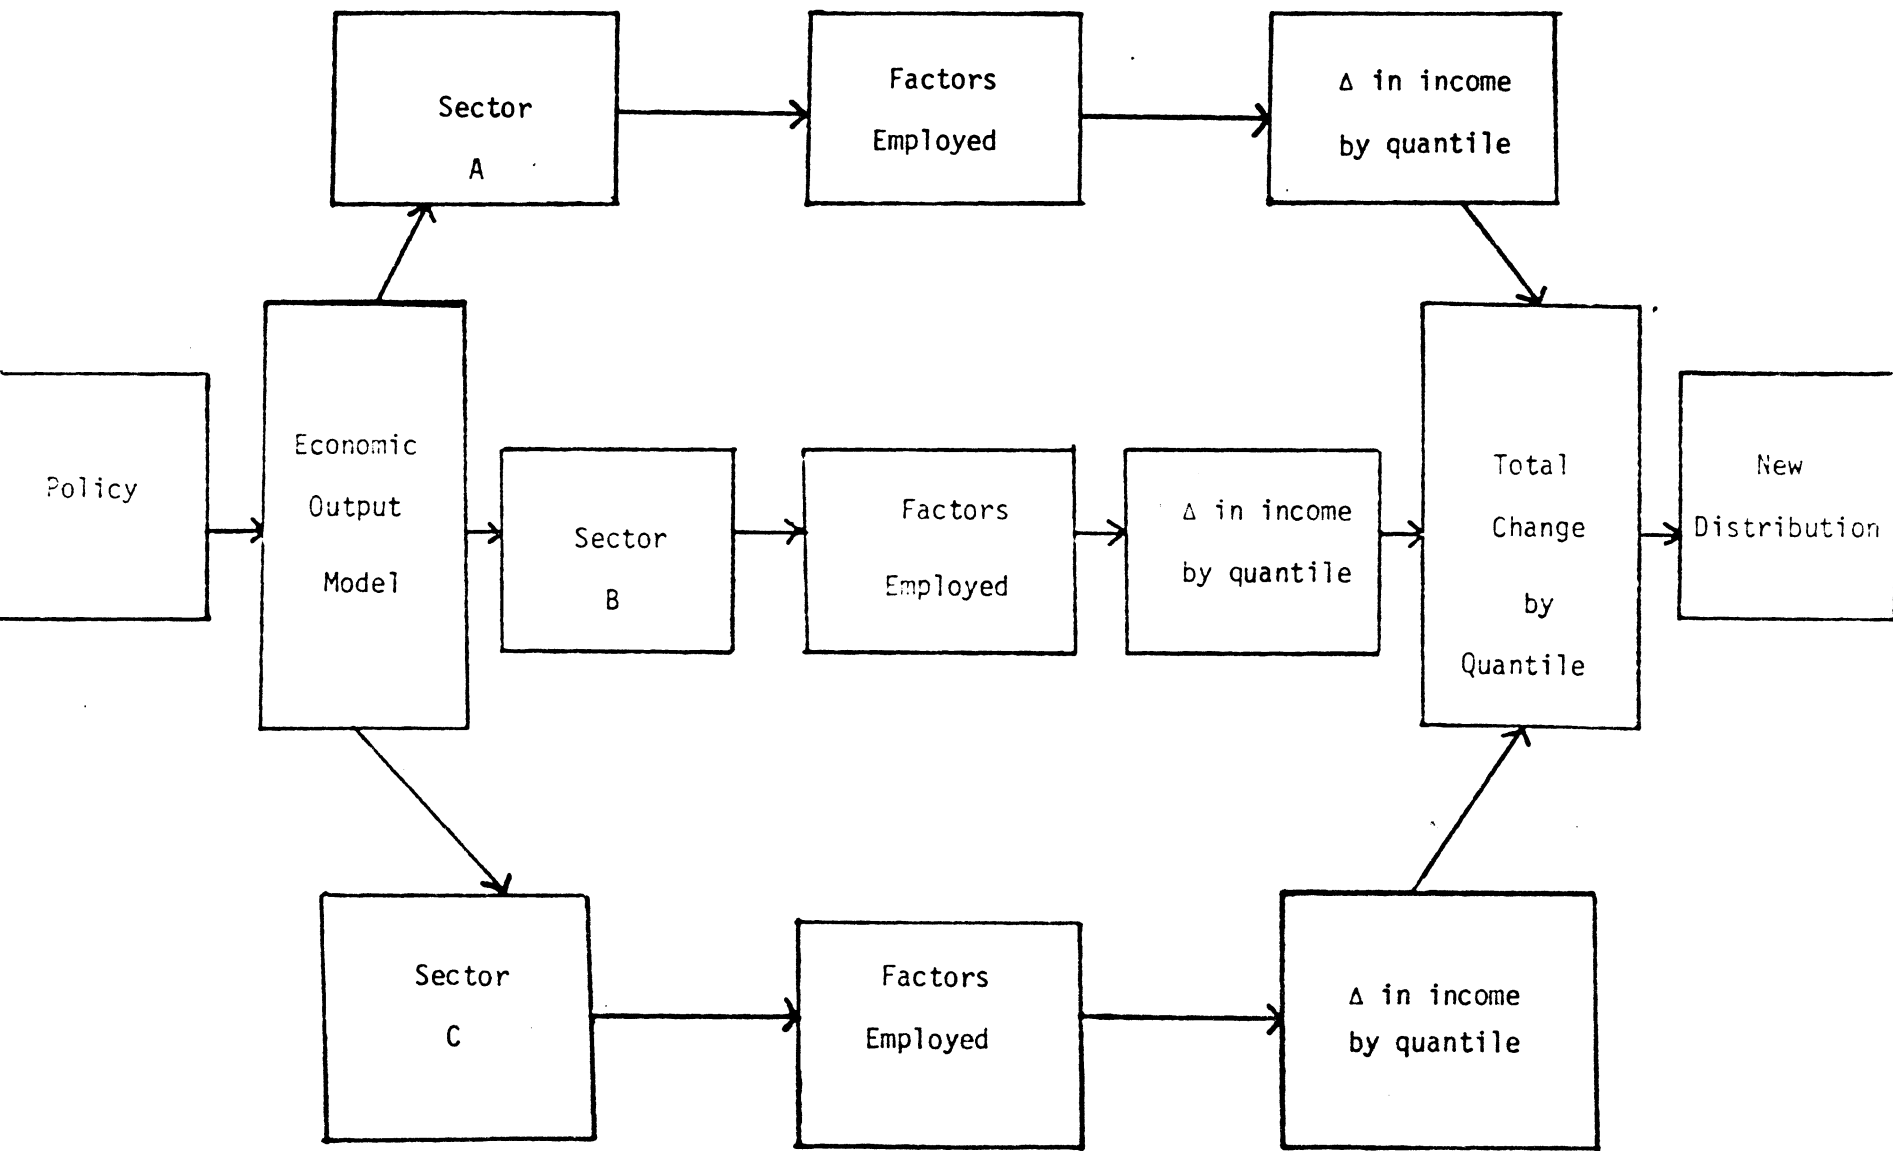 Sector
A
Factors
Employed
Δ in income
by quantile
Policy
Economic
Output
Model
Sector
B
Factors
Employed
Δ in income
by quantile
Total
Change
by
Quantile
New
Distribution
Sector
C
Factors
Employed
Δ in income
by quantile